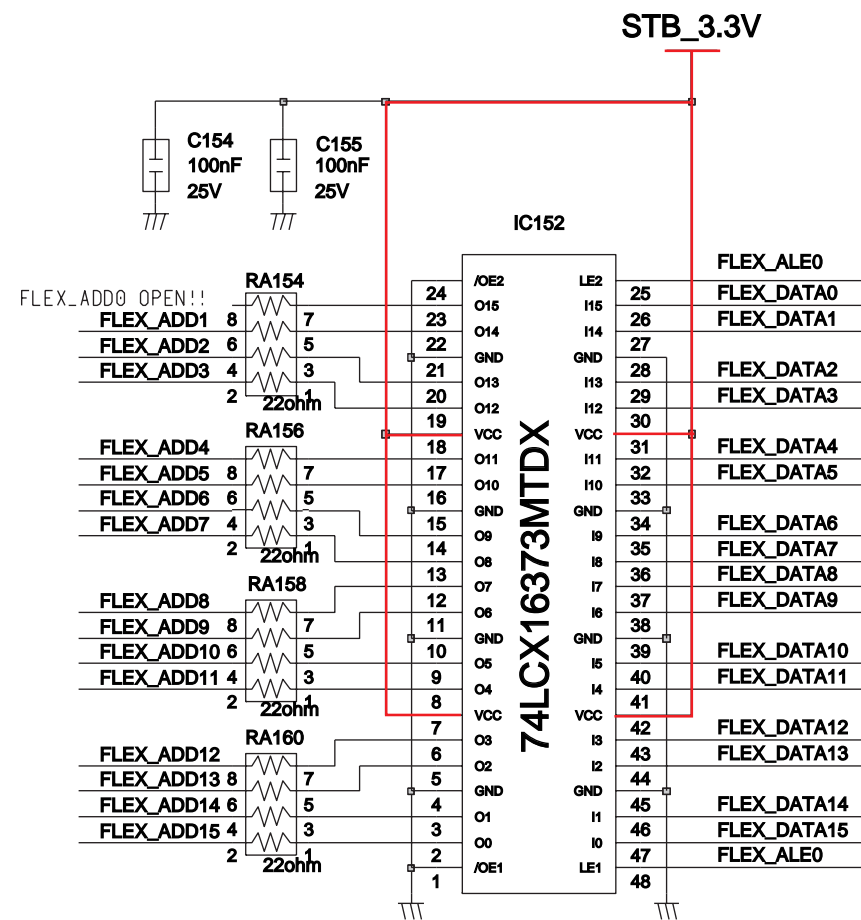 STB_3.3V
C154
100nF
25V
C155
100nF
25V
IC152
74LCX16373MTDX
FLEX_ADD0 OPEN!!
RA154
FLEX_ADD1 8 7
FLEX_ADD2 6 5
FLEX_ADD3 4 3
2 1
22ohm
RA156
FLEX_ADD4
FLEX_ADD5 8 7
FLEX_ADD6 6 5
FLEX_ADD7 4 3
2 1
22ohm
RA158
FLEX_ADD8
FLEX_ADD9 8 7
FLEX_ADD10 6 5
FLEX_ADD11 4 3
2 1
22ohm
RA160
FLEX_ADD12
FLEX_ADD13 8 7
FLEX_ADD14 6 5
FLEX_ADD15 4 3
2 1
22ohm
24 /OE2 LE2 25 FLEX_ALE0
23 O15 I15 26 FLEX_DATA0
22 O14 I14 27 FLEX_DATA1
21 GND GND 28
20 O13 I13 29 FLEX_DATA2
19 O12 I12 30 FLEX_DATA3
18 VCC VCC 31
17 O11 I11 32 FLEX_DATA4
16 O10 I10 33 FLEX_DATA5
15 GND GND 34
14 O9 I9 35 FLEX_DATA6
13 O8 I8 36 FLEX_DATA7
12 O7 I7 37 FLEX_DATA8
11 O6 I6 38 FLEX_DATA9
10 GND GND 39
9 O5 I5 40 FLEX_DATA10
8 O4 I4 41 FLEX_DATA11
7 VCC VCC 42
6 O3 I3 43 FLEX_DATA12
5 O2 I2 44 FLEX_DATA13
4 GND GND 45
3 O1 I1 46 FLEX_DATA14
2 O0 I0 47 FLEX_DATA15
1 /OE1 LE1 48 FLEX_ALE0